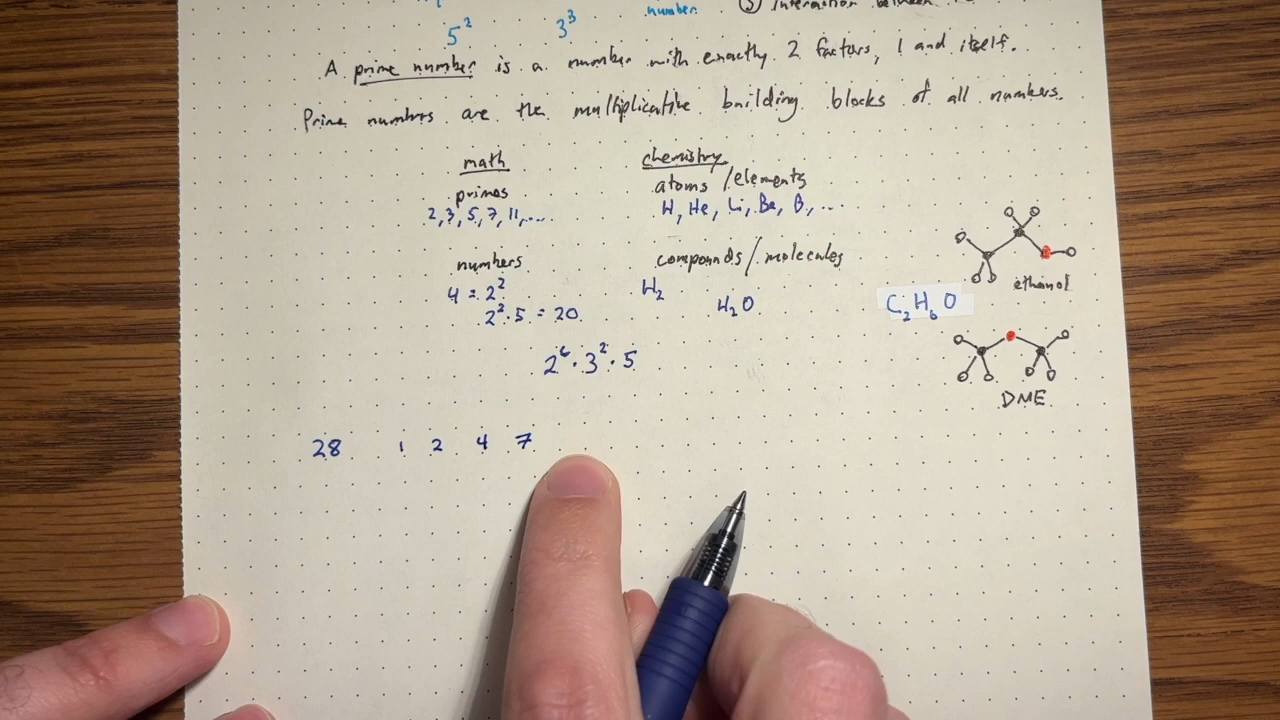 5² 3³ number ③ Interaction between
A prime number is a number with exactly 2 factors, 1 and itself.
Prime numbers are the multiplicative building blocks of all numbers.
math chemistry
primes atoms/elements
2, 3, 5, 7, 11, ... H, He, Li, Be, B, ...
numbers compounds/molecules
4 = 2² H₂
2²·5 = 20 H₂O
2⁶·3²·5
ethanol
C₂H₆O
DME
28 1 2 4 7